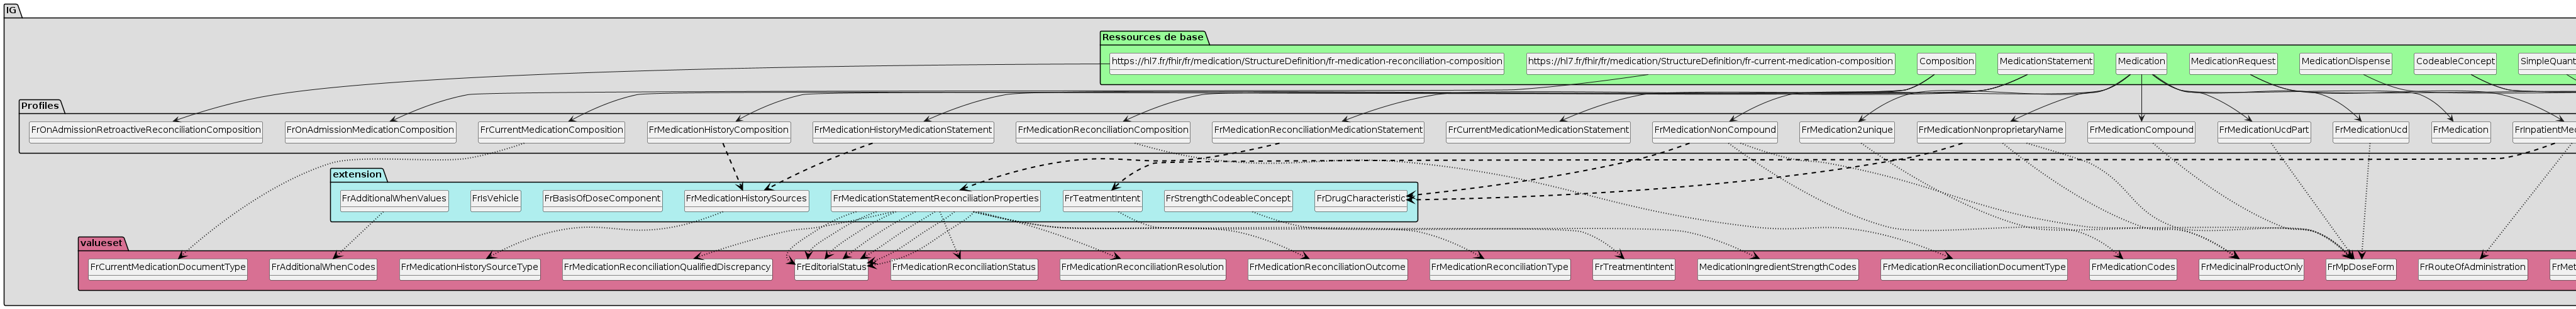 IG
Ressources de base
https://hl7.fr/fhir/fr/medication/StructureDefinition/fr-medication-reconciliation-composition
https://hl7.fr/fhir/fr/medication/StructureDefinition/fr-current-medication-composition
Composition
MedicationStatement
Medication
MedicationRequest
MedicationDispense
CodeableConcept
SimpleQuant
Profiles
FrOnAdmissionRetroactiveReconciliationComposition
FrOnAdmissionMedicationComposition
FrCurrentMedicationComposition
FrMedicationHistoryComposition
FrMedicationHistoryMedicationStatement
FrMedicationReconciliationComposition
FrMedicationReconciliationMedicationStatement
FrCurrentMedicationMedicationStatement
FrMedicationNonCompound
FrMedication2unique
FrMedicationNonproprietaryName
FrMedicationCompound
FrMedicationUcdPart
FrMedicationUcd
FrMedication
FrInpatientMed
extension
FrAdditionalWhenValues
FrIsVehicle
FrBasisOfDoseComponent
FrMedicationHistorySources
FrMedicationStatementReconciliationProperties
FrTeatmentIntent
FrStrengthCodeableConcept
FrDrugCharacteristic
valueset
FrCurrentMedicationDocumentType
FrAdditionalWhenCodes
FrMedicationHistorySourceType
FrMedicationReconciliationQualifiedDiscrepancy
FrEditorialStatus
FrMedicationReconciliationStatus
FrMedicationReconciliationResolution
FrMedicationReconciliationOutcome
FrMedicationReconciliationType
FrTreatmentIntent
MedicationIngredientStrengthCodes
FrMedicationReconciliationDocumentType
FrMedicationCodes
FrMedicinalProductOnly
FrMpDoseForm
FrRouteOfAdministration
FrMet